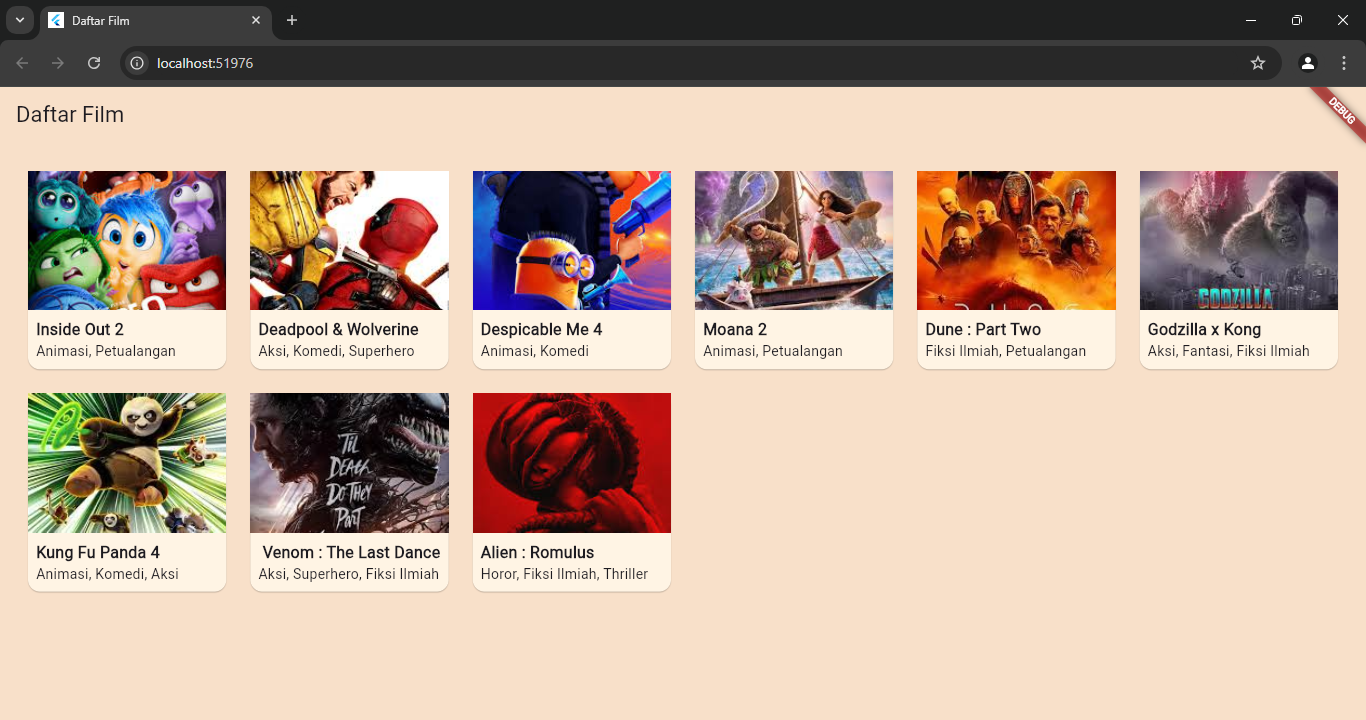 Daftar Film
localhost:51976
Daftar Film
DEBUG
Inside Out 2
Animasi, Petualangan
Deadpool & Wolverine
Aksi, Komedi, Superhero
Despicable Me 4
Animasi, Komedi
Moana 2
Animasi, Petualangan
Dune : Part Two
Fiksi Ilmiah, Petualangan
GODZILLA
Godzilla x Kong
Aksi, Fantasi, Fiksi Ilmiah
Kung Fu Panda 4
Animasi, Komedi, Aksi
'TIL
DEATH
DO THEY
PART
Venom : The Last Dance
Aksi, Superhero, Fiksi Ilmiah
Alien : Romulus
Horor, Fiksi Ilmiah, Thriller